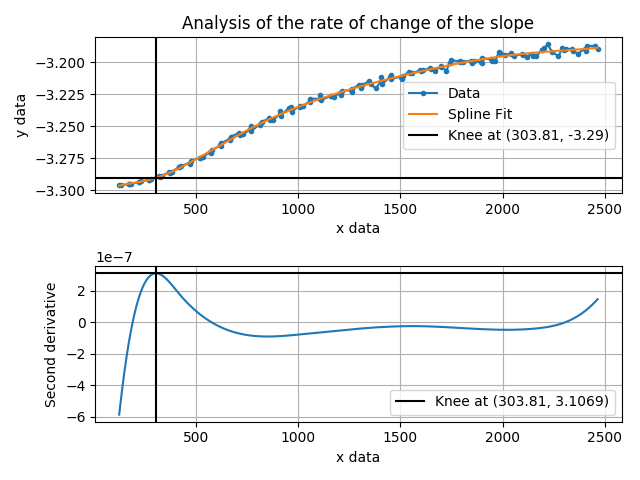 Analysis of the rate of change of the slope
−3.200
−3.225
−3.250
−3.275
−3.300
y data
Data
Spline Fit
Knee at (303.81, -3.29)
500
1000
1500
2000
2500
x data
1e−7
2
0
−2
−4
−6
Second derivative
Knee at (303.81, 3.1069)
500
1000
1500
2000
2500
x data